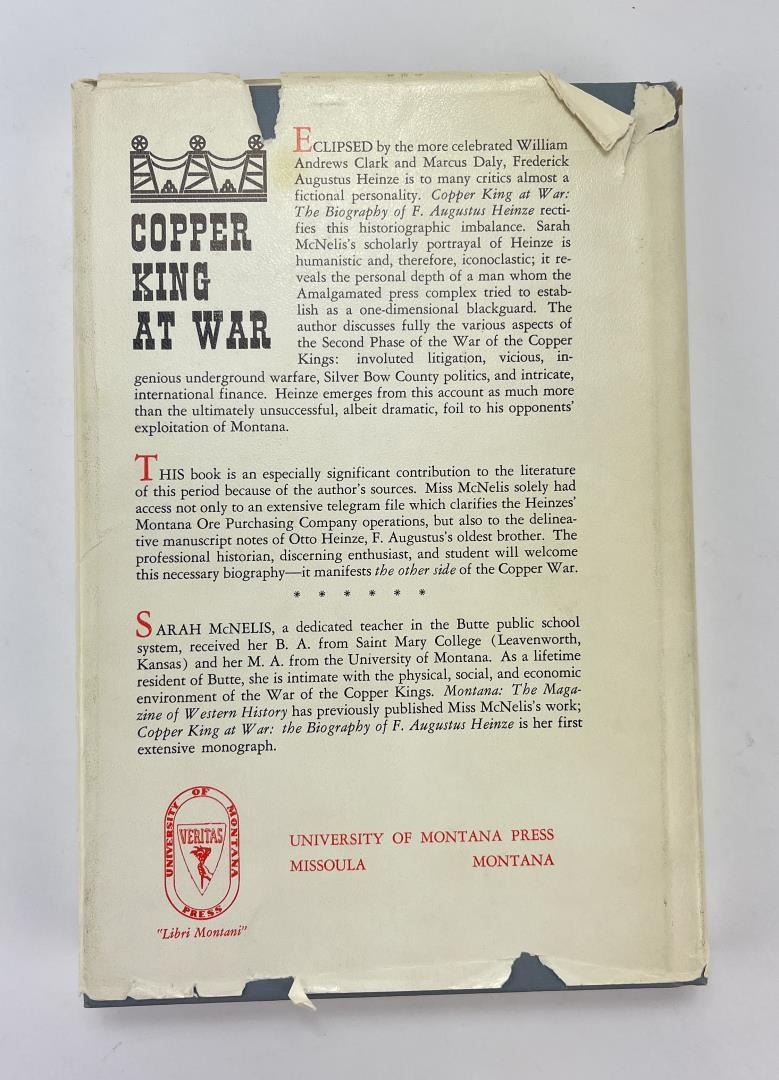 COPPER
KING
AT WAR
ECLIPSED by the more celebrated William
Andrews Clark and Marcus Daly, Frederick
Augustus Heinze is to many critics almost a
fictional personality. Copper King at War:
The Biography of F. Augustus Heinze recti-
fies this historiographic imbalance. Sarah
McNelis's scholarly portrayal of Heinze is
humanistic and, therefore, iconoclastic; it re-
veals the personal depth of a man whom the
Amalgamated press complex tried to estab-
lish as a one-dimensional blackguard. The
author discusses fully the various aspects of
the Second Phase of the War of the Copper
Kings: involuted litigation, vicious, in-
genious underground warfare, Silver Bow County politics, and intricate,
international finance. Heinze emerges from this account as much more
than the ultimately unsuccessful, albeit dramatic, foil to his opponents'
exploitation of Montana.
THIS book is an especially significant contribution to the literature
of this period because of the author's sources. Miss McNelis solely had
access not only to an extensive telegram file which clarifies the Heinzes'
Montana Ore Purchasing Company operations, but also to the delinea-
tive manuscript notes of Otto Heinze, F. Augustus's oldest brother. The
professional historian, discerning enthusiast, and student will welcome
this necessary biography—it manifests the other side of the Copper War.
* * * * * *
SARAH McNELIS, a dedicated teacher in the Butte public school
system, received her B. A. from Saint Mary College (Leavenworth,
Kansas) and her M. A. from the University of Montana. As a lifetime
resident of Butte, she is intimate with the physical, social, and economic
environment of the War of the Copper Kings. Montana: The Maga-
zine of Western History has previously published Miss McNelis's work;
Copper King at War: the Biography of F. Augustus Heinze is her first
extensive monograph.
UNIVERSITY OF MONTANA
VERITAS
PRESS
"Libri Montani"
UNIVERSITY OF MONTANA PRESS
MISSOULA MONTANA